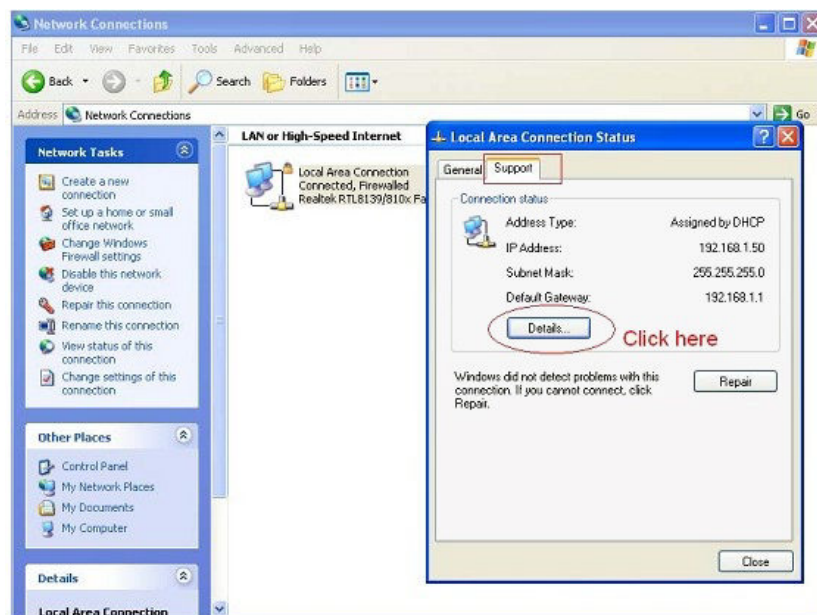 Network Connections
File Edit View Favorites Tools Advanced Help
Back Search Folders
Address Network Connections Go
Network Tasks
Create a new
connection
Set up a home or small
office network
Change Windows
Firewall settings
Disable this network
device
Repair this connection
Rename this connection
View status of this
connection
Change settings of this
connection
Other Places
Control Panel
My Network Places
My Documents
My Computer
Details
Local Area Connection
LAN or High-Speed Internet
Local Area Connection
Connected, Firewalled
Realtek RTL8139/810x Fa
Local Area Connection Status
General Support
Connection status
Address Type: Assigned by DHCP
IP Address: 192.168.1.50
Subnet Mask: 255.255.255.0
Default Gateway: 192.168.1.1
Details...
Click here
Windows did not detect problems with this
connection. If you cannot connect, click
Repair.
Repair
Close